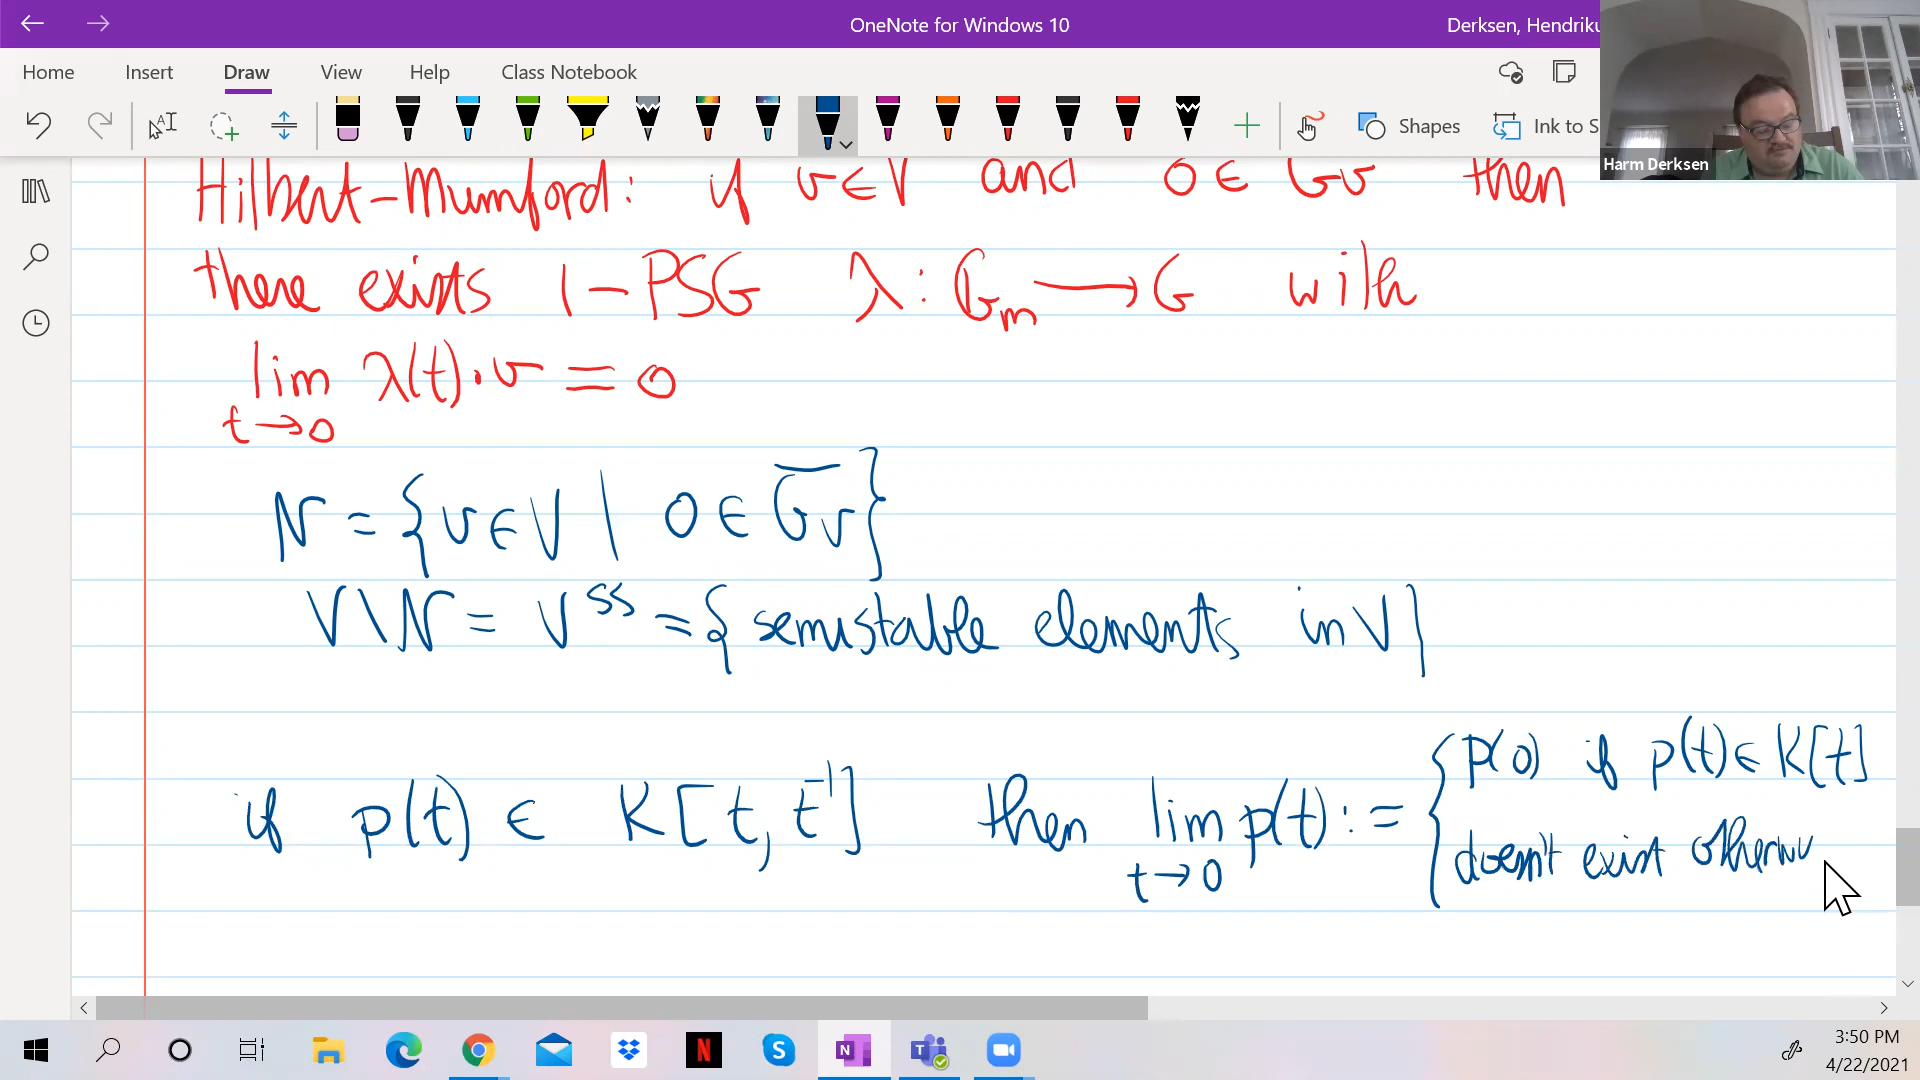 OneNote for Windows 10
Derksen, Hendriku
Home Insert Draw View Help Class Notebook
Shapes
Ink to S
Harm Derksen
Hilbert-Mumford: if v∈V and 0∈ Gv then
there exists 1-PSG λ: Gm → G with
lim λ(t)·v = 0
t→0
N = {v∈V | 0 ∈ \overline{Gv}}
V\N = V^{ss} = { semistable elements in V}
if p(t) ∈ K[t, t^{-1}] then lim p(t) := { p(0) if p(t)∈ K[t]
t→0
doesn't exist otherwi
3:50 PM
4/22/2021